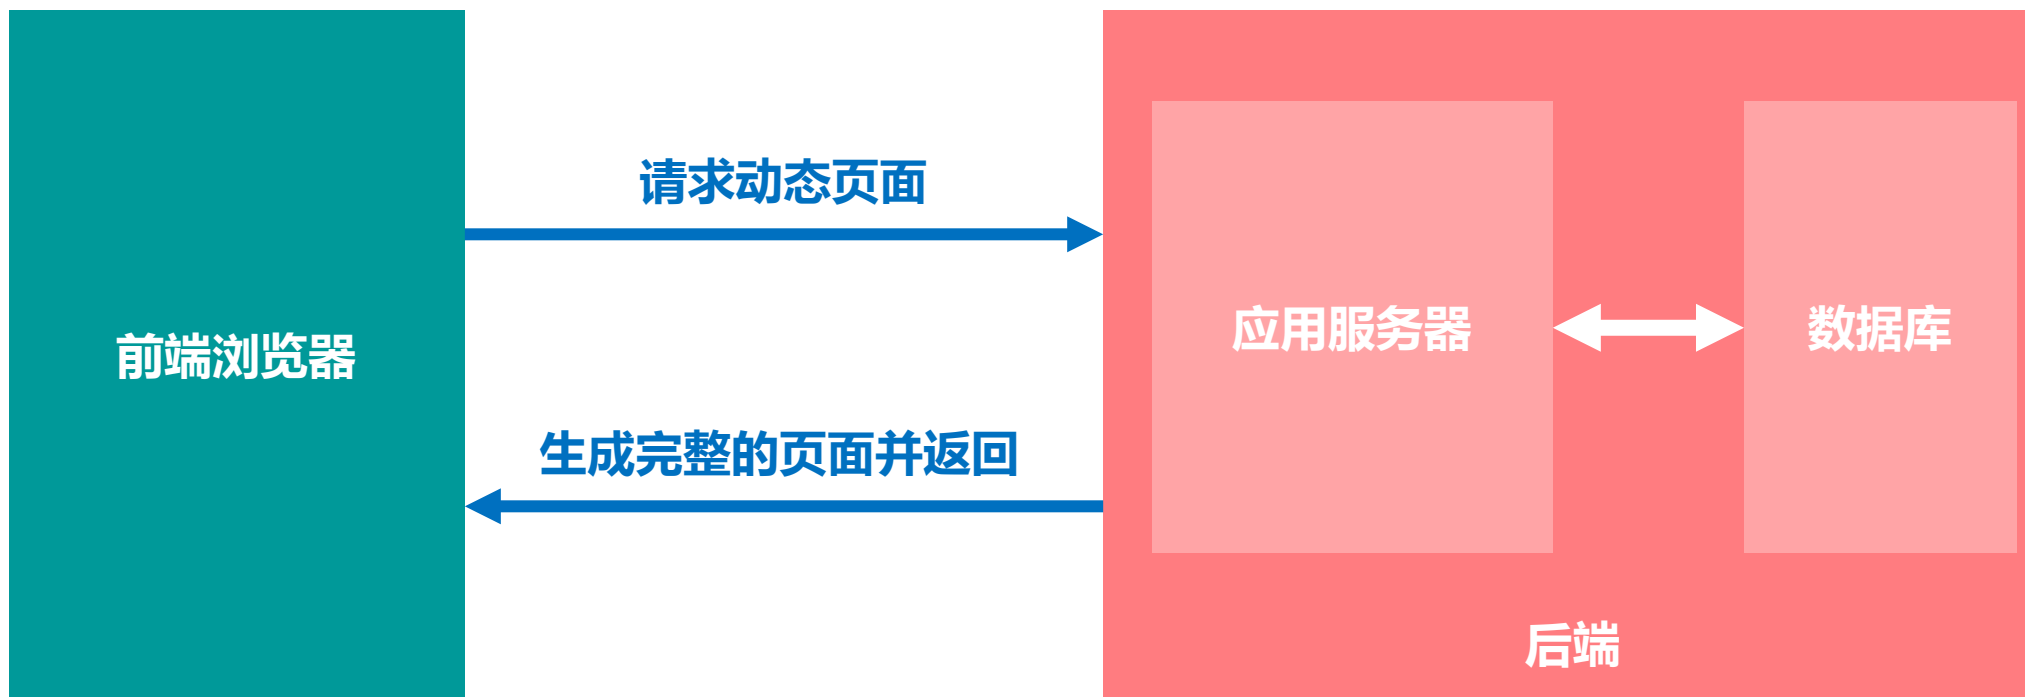 请求动态页面
前端浏览器
生成完整的页面并返回
应用服务器
数据库
后端